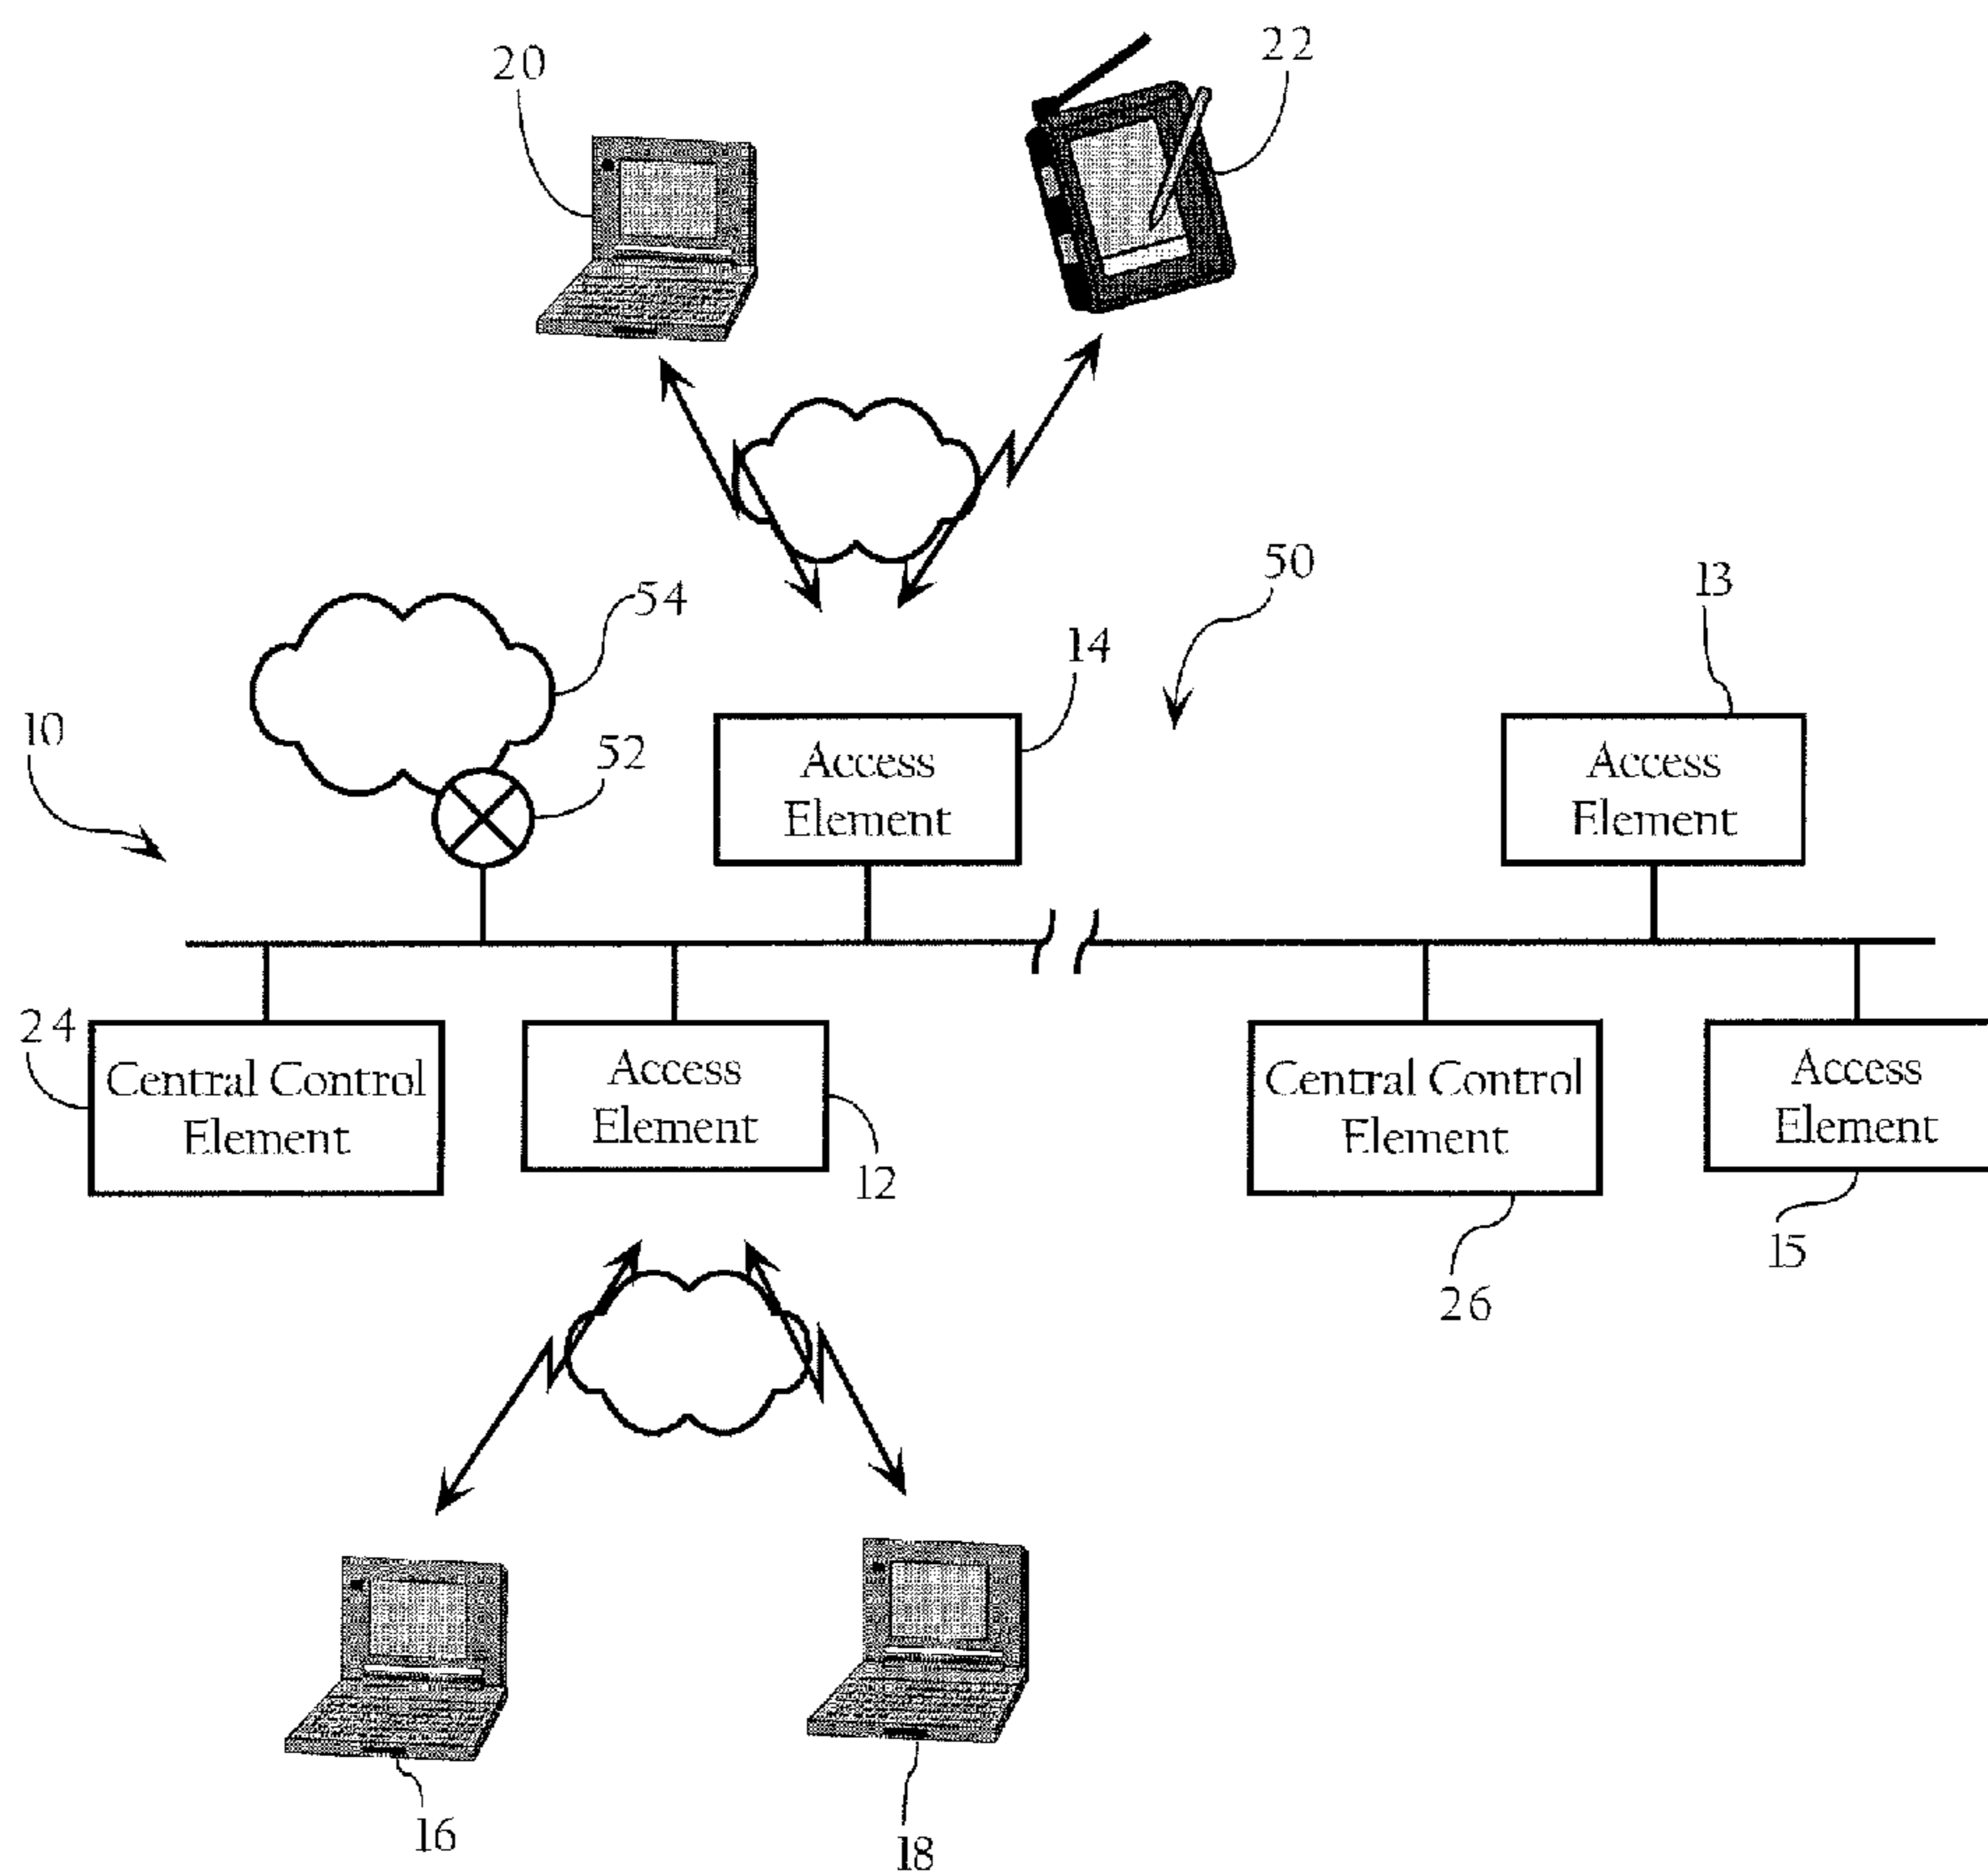 20
22
54
50
13
14
10
52
Access
Element
Access
Element
24
Central Control
Element
Access
Element
12
Central Control
Element
Access
Element
26
15
16
18